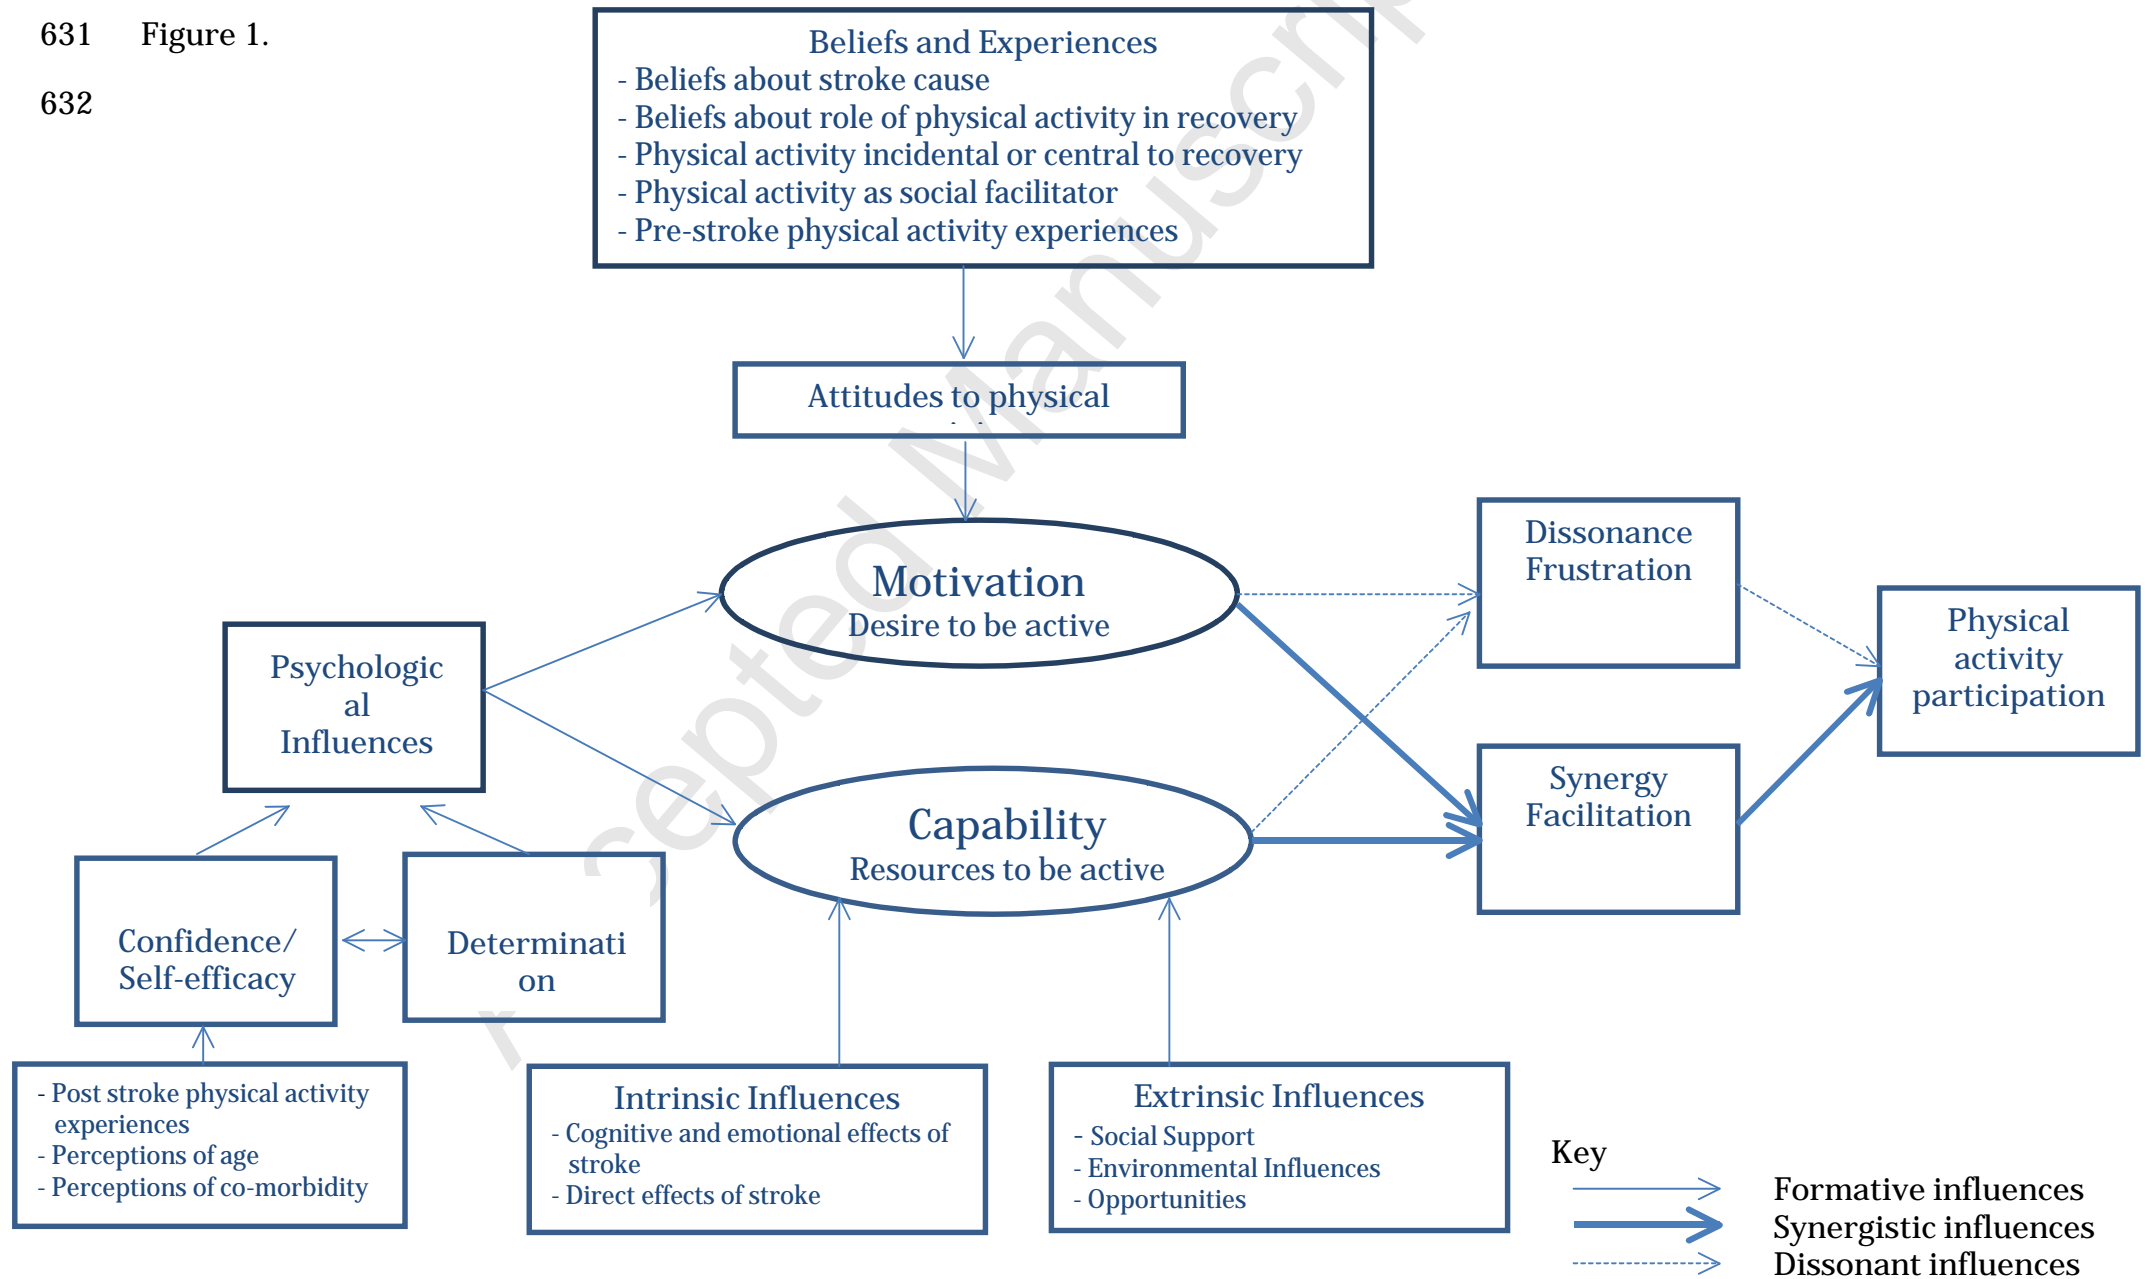 631 Figure 1.
632
Beliefs and Experiences
- Beliefs about stroke cause
- Beliefs about role of physical activity in recovery
- Physical activity incidental or central to recovery
- Physical activity as social facilitator
- Pre-stroke physical activity experiences
Attitudes to physical
Motivation
Desire to be active
Dissonance
Frustration
Physical
activity
participation
Psychologic
al
Influences
Capability
Resources to be active
Synergy
Facilitation
Confidence/
Self-efficacy
Determinati
on
- Post stroke physical activity
experiences
- Perceptions of age
- Perceptions of co-morbidity
Intrinsic Influences
- Cognitive and emotional effects of
stroke
- Direct effects of stroke
Extrinsic Influences
- Social Support
- Environmental Influences
- Opportunities
Key
Formative influences
Synergistic influences
Dissonant influences